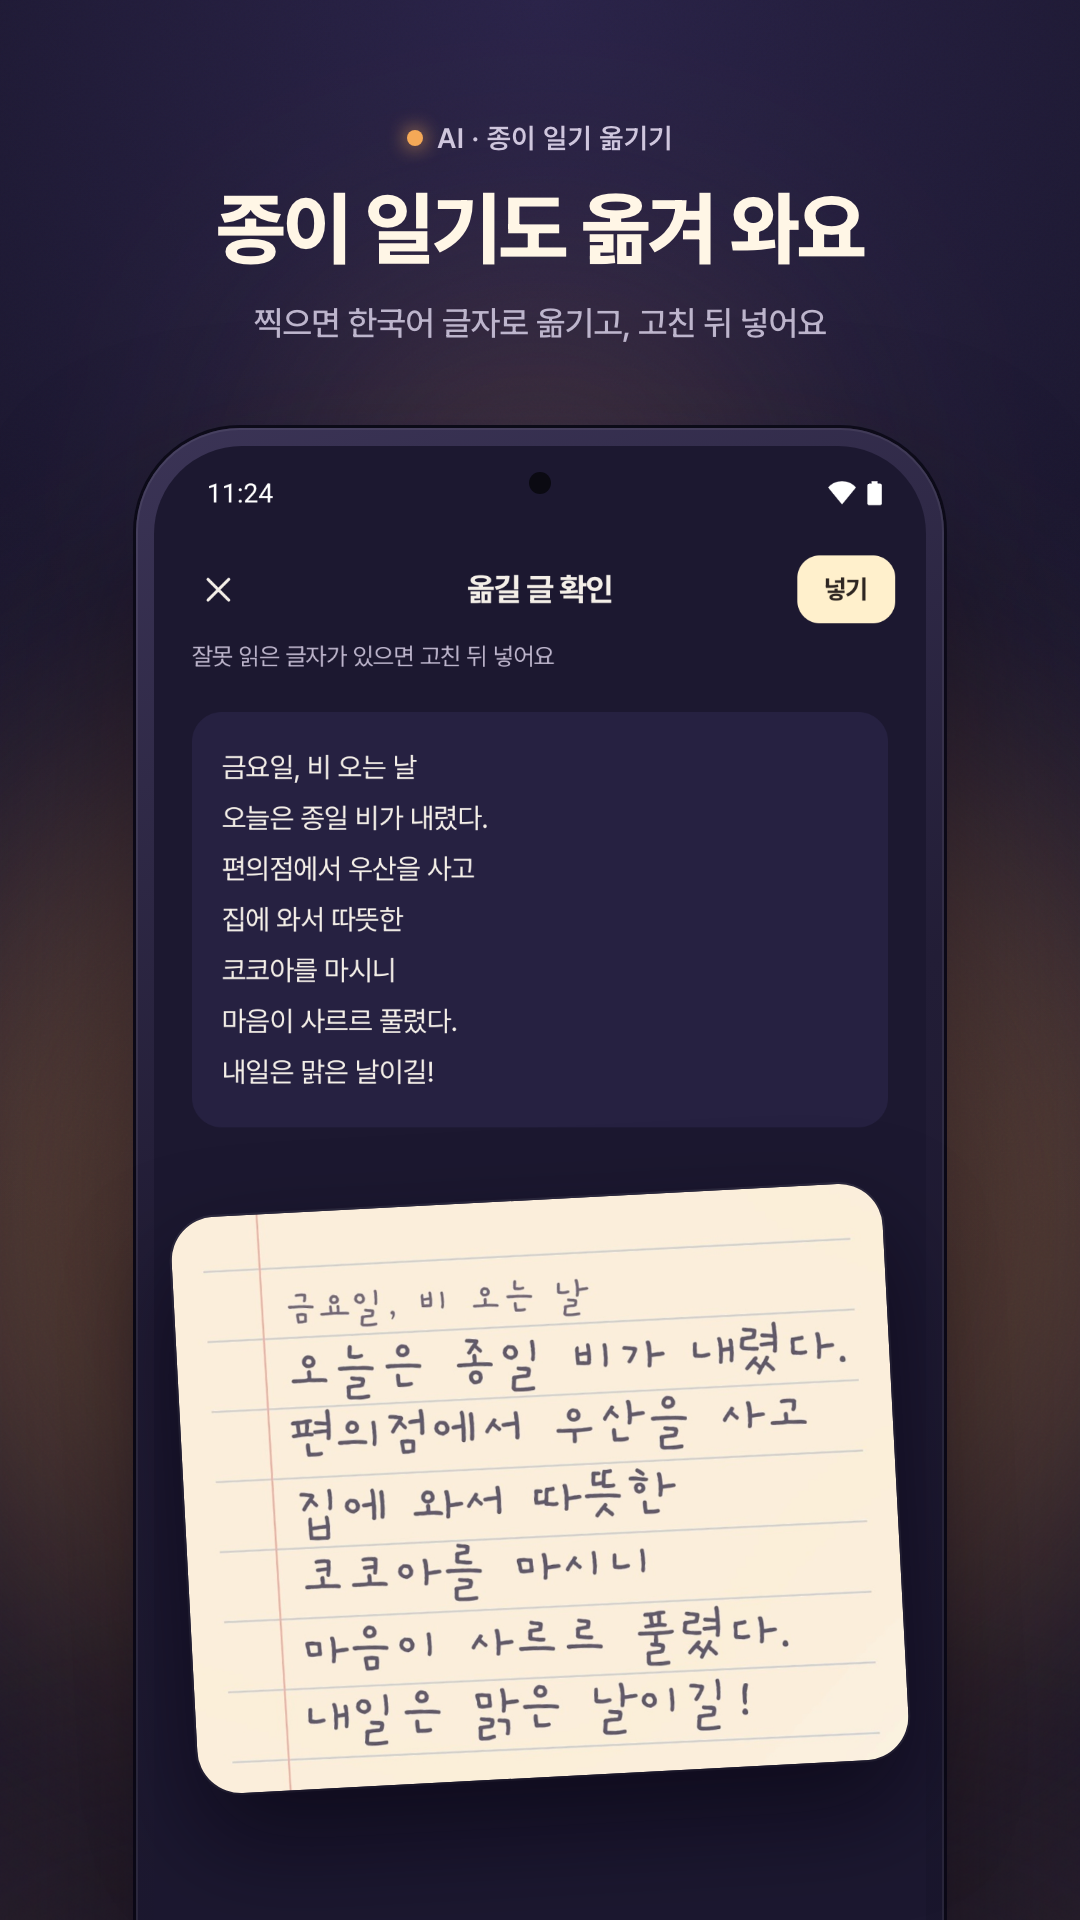 AI · 종이 일기 옮기기
종이 일기도 옮겨 와요
찍으면 한국어 글자로 옮기고, 고친 뒤 넣어요
11:24
옮길 글 확인
넣기
잘못 읽은 글자가 있으면 고친 뒤 넣어요
금요일, 비 오는 날
오늘은 종일 비가 내렸다.
편의점에서 우산을 사고
집에 와서 따뜻한
코코아를 마시니
마음이 사르르 풀렸다.
내일은 맑은 날이길!
금요일, 비 오는 날
오늘은 종일 비가 내렸다.
편의점에서 우산을 사고
집에 와서 따뜻한
코코아를 마시니
마음이 사르르 풀렸다.
내일은 맑은 날이길!